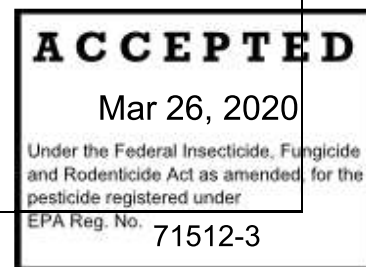 ACCEPTED
Mar 26, 2020
Under the Federal Insecticide, Fungicide
and Rodenticide Act as amended, for the
pesticide registered under
EPA Reg. No. 71512-3